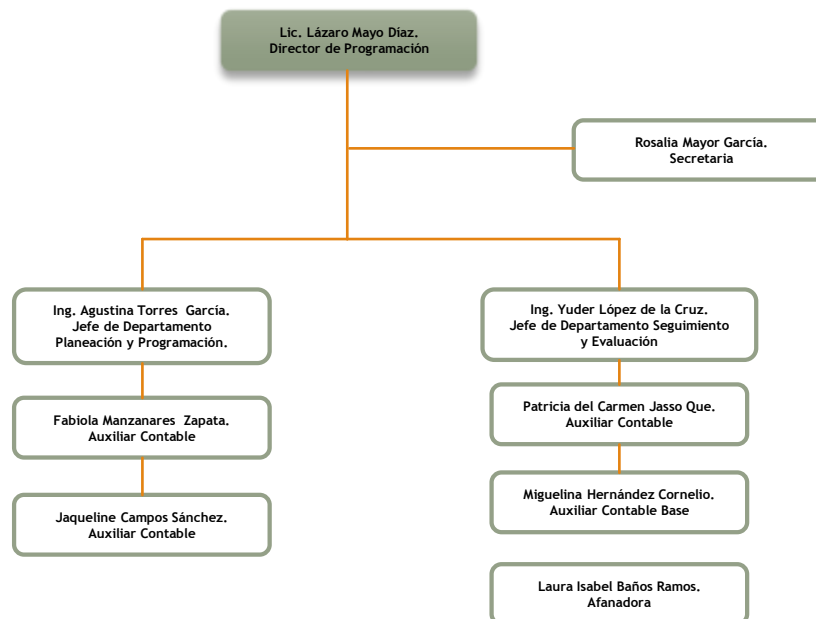 Lic. Lázaro Mayo Díaz.
Director de Programación
Rosalia Mayor García.
Secretaria
Ing. Agustina Torres García.
Jefe de Departamento
Planeación y Programación.
Ing. Yuder López de la Cruz.
Jefe de Departamento Seguimiento
y Evaluación
Fabiola Manzanares Zapata.
Auxiliar Contable
Patricia del Carmen Jasso Que.
Auxiliar Contable
Jaqueline Campos Sánchez.
Auxiliar Contable
Miguelina Hernández Cornelio.
Auxiliar Contable Base
Laura Isabel Baños Ramos.
Afanadora